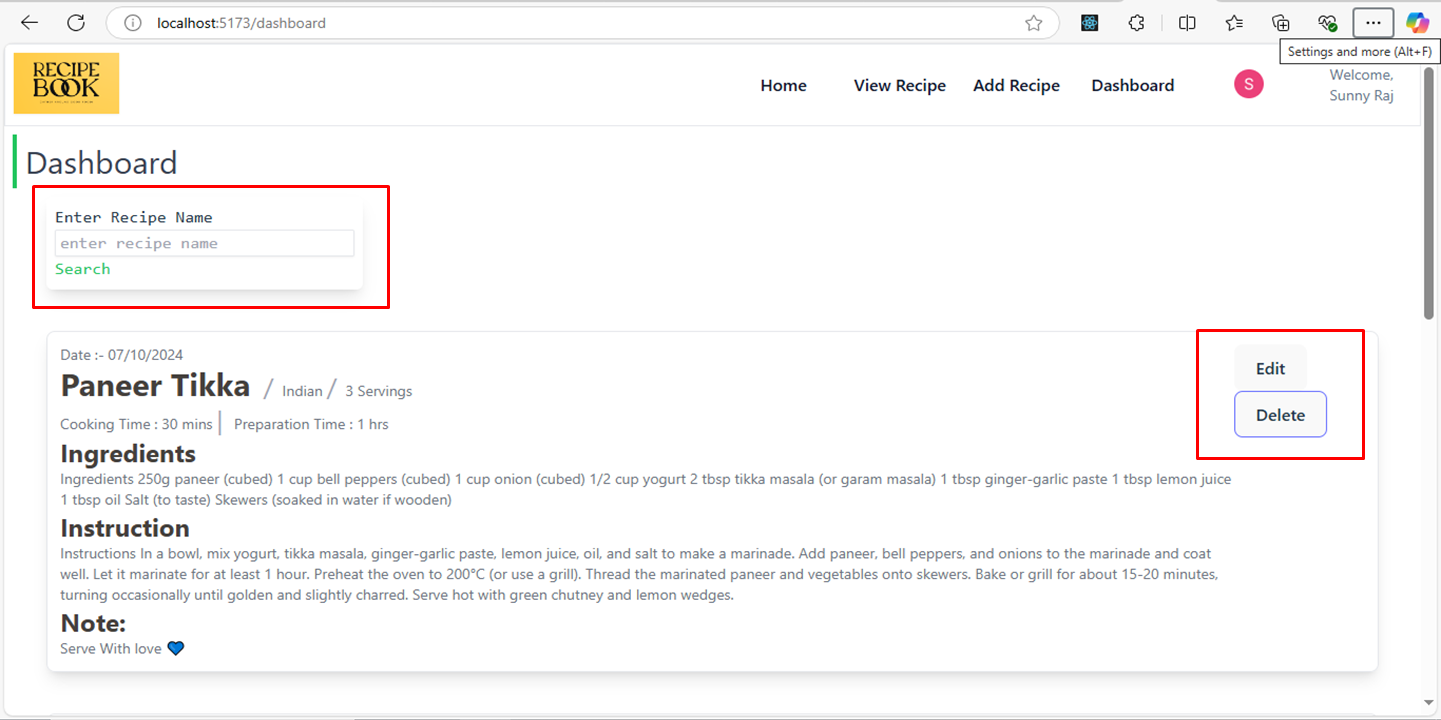 localhost:5173/dashboard
Settings and more (Alt+F)
RECIPE
BOOK
Home View Recipe Add Recipe Dashboard S Welcome,
Sunny Raj
Dashboard
Enter Recipe Name
enter recipe name
Search
Date :- 07/10/2024
Edit
Paneer Tikka / Indian / 3 Servings
Delete
Cooking Time : 30 mins | Preparation Time : 1 hrs
Ingredients
Ingredients 250g paneer (cubed) 1 cup bell peppers (cubed) 1 cup onion (cubed) 1/2 cup yogurt 2 tbsp tikka masala (or garam masala) 1 tbsp ginger-garlic paste 1 tbsp lemon juice
1 tbsp oil Salt (to taste) Skewers (soaked in water if wooden)
Instruction
Instructions In a bowl, mix yogurt, tikka masala, ginger-garlic paste, lemon juice, oil, and salt to make a marinade. Add paneer, bell peppers, and onions to the marinade and coat
well. Let it marinate for at least 1 hour. Preheat the oven to 200°C (or use a grill). Thread the marinated paneer and vegetables onto skewers. Bake or grill for about 15-20 minutes,
turning occasionally until golden and slightly charred. Serve hot with green chutney and lemon wedges.
Note:
Serve With love 💙